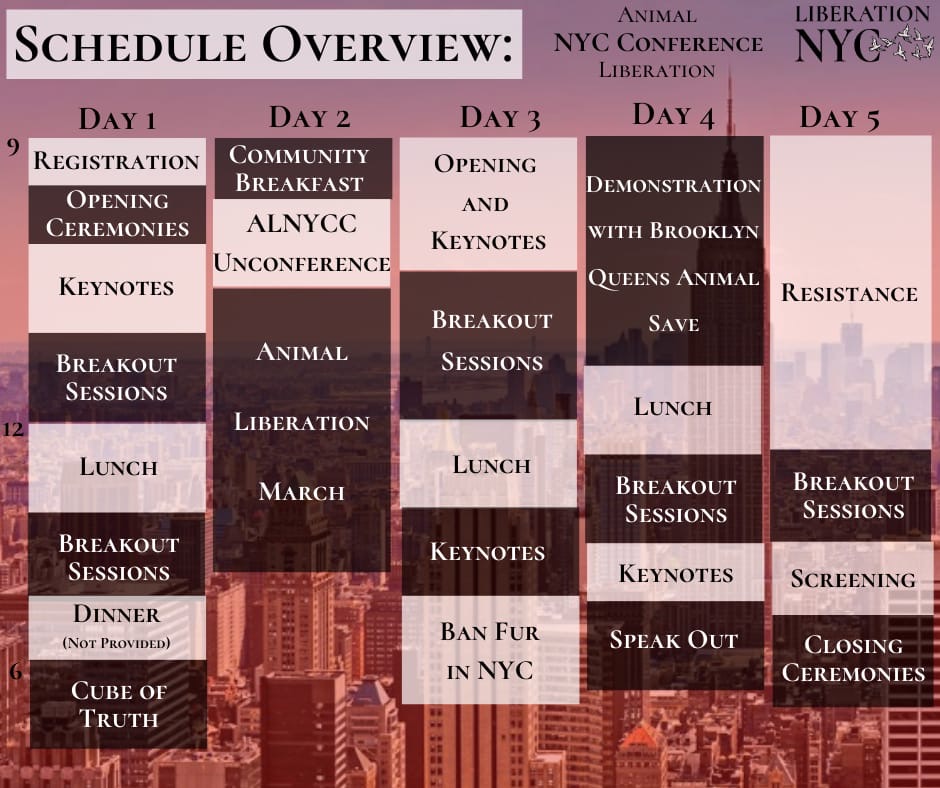 Schedule Overview:
Animal
NYC Conference
Liberation
LIBERATION
NYC
Day 1
Day 2
Day 3
Day 4
Day 5
9
12
6
Registration
Opening
Ceremonies
Keynotes
Breakout
Sessions
Lunch
Breakout
Sessions
Dinner
(Not Provided)
Cube of
Truth
Community
Breakfast
ALNYCC
Unconference
Animal
Liberation
March
Opening
and
Keynotes
Breakout
Sessions
Lunch
Keynotes
Ban Fur
in NYC
Demonstration
with Brooklyn
Queens Animal
Save
Lunch
Breakout
Sessions
Keynotes
Speak Out
Resistance
Breakout
Sessions
Screening
Closing
Ceremonies